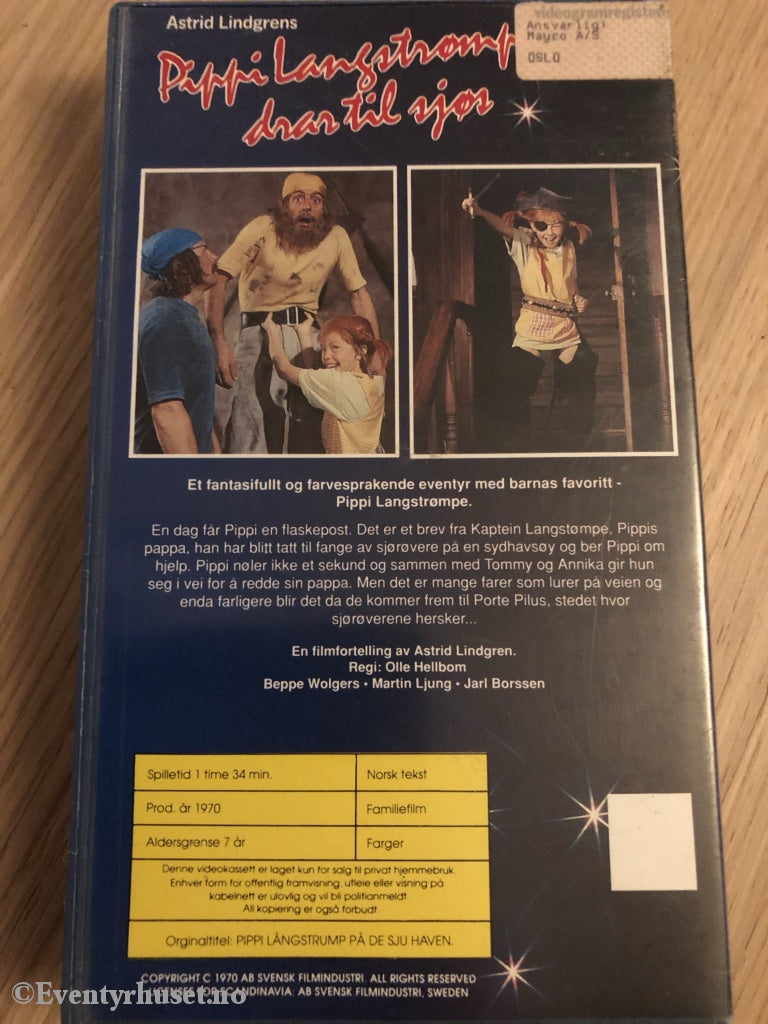 Astrid Lindgrens
videogramregister
Ansvarlig:
Mayco A/S
OSLO
Pippi Langstrømp
drar til sjøs
Et fantasifullt og farvesprakende eventyr med barnas favoritt -
Pippi Langstrømpe.
En dag får Pippi en flaskepost. Det er et brev fra Kaptein Langstømpe, Pippis
pappa, han har blitt tatt til fange av sjørøvere på en sydhavsøy og ber Pippi om
hjelp. Pippi nøler ikke et sekund og sammen med Tommy og Annika gir hun
seg i vei for å redde sin pappa. Men det er mange farer som lurer på veien og
enda farligere blir det da de kommer frem til Porte Pilus, stedet hvor
sjørøverene hersker...
En filmfortelling av Astrid Lindgren.
Regi: Olle Hellbom
Beppe Wolgers • Martin Ljung • Jarl Borssen
Spilletid 1 time 34 min. Norsk tekst
Prod. år 1970 Familiefilm
Aldersgrense 7 år Farger
Denne videokassett er laget kun for salg til privat hjemmebruk.
Enhver form for offentlig framvisning, utleie eller visning på
kabelnett er ulovlig og vil bli politianmeldt.
All kopiering er også forbudt.
Orginaltitel: PIPPI LÅNGSTRUMP PÅ DE SJU HAVEN.
COPYRIGHT C 1970 AB SVENSK FILMINDUSTRI. ALL RIGHTS RESERVED
LICENSES FOR SCANDINAVIA: AB SVENSK FILMINDUSTRI, SWEDEN
©Eventyrhuset.no